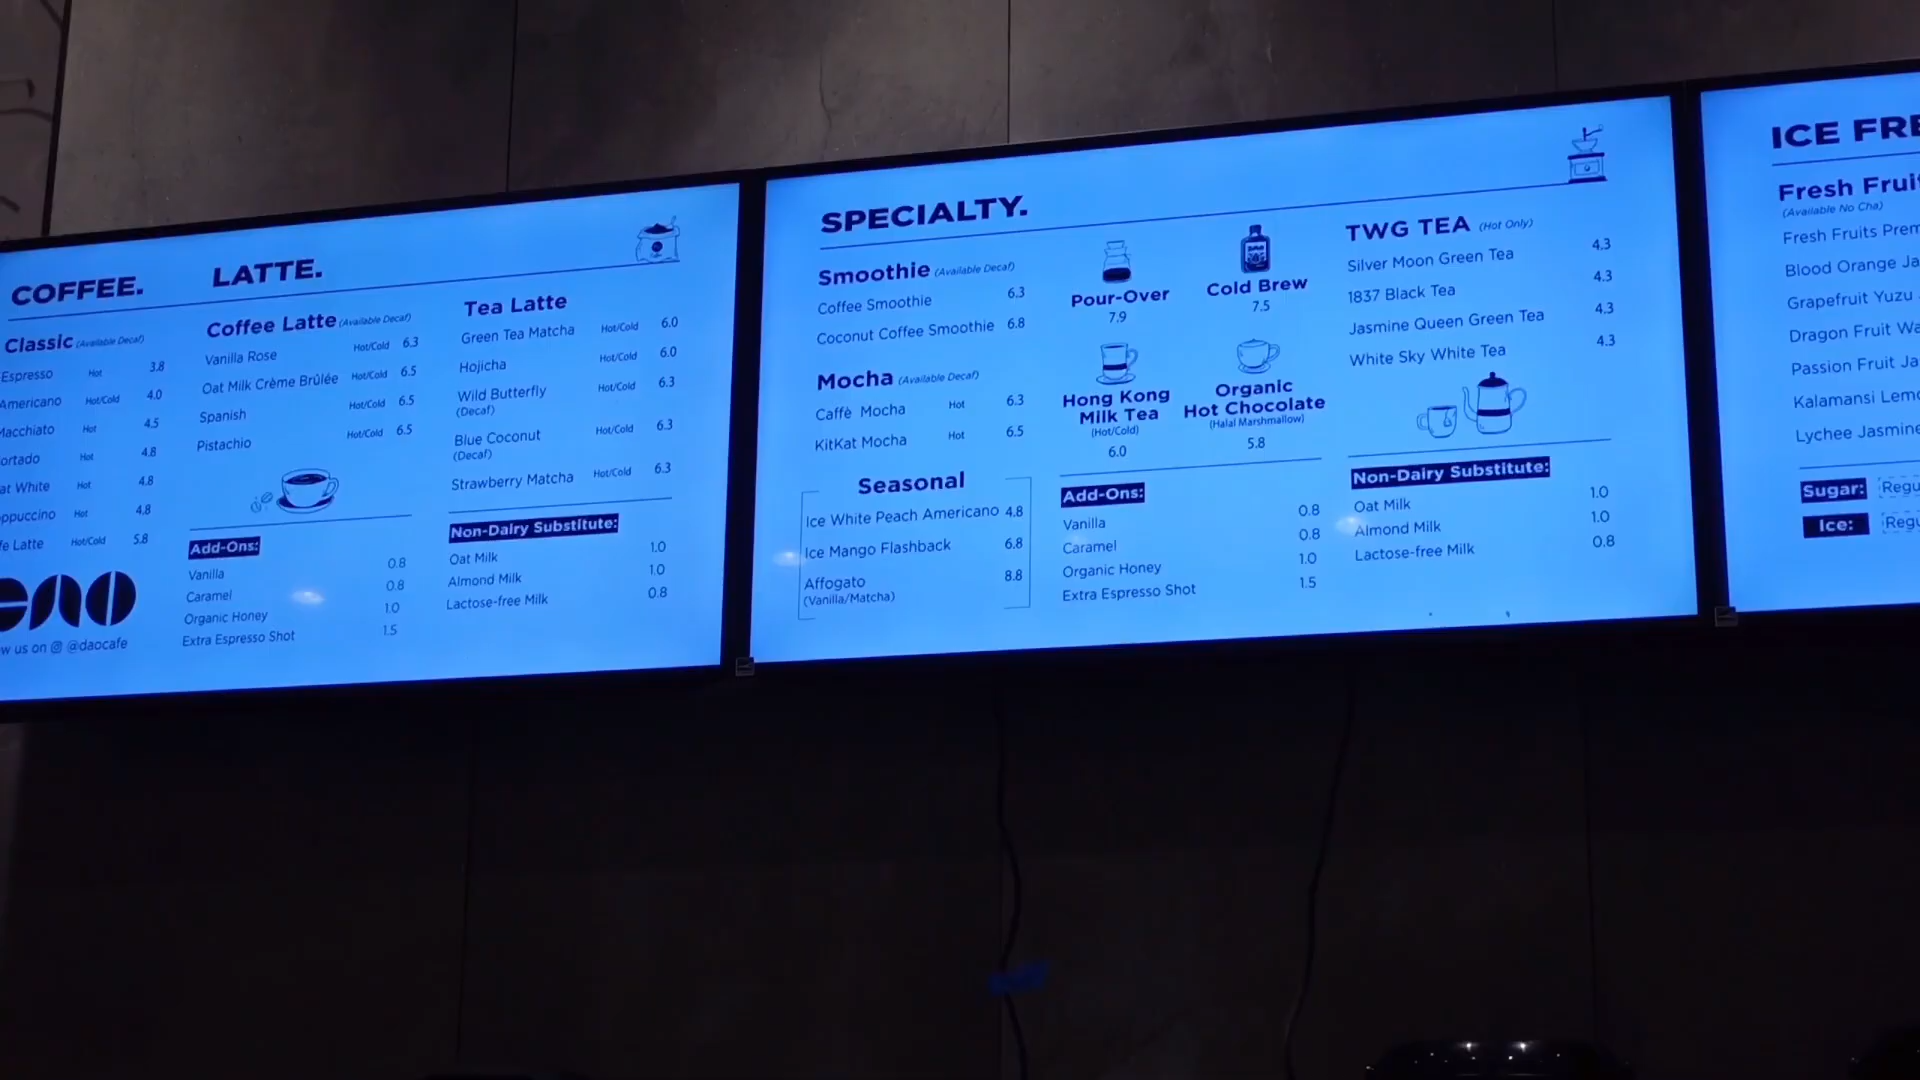 COFFEE.
Classic (Available Decaf)
Espresso Hot 3.8
Americano Hot/Cold 4.0
Macchiato Hot 4.5
ortado Hot 4.8
at White Hot 4.8
ppuccino Hot 4.8
fe Latte Hot/Cold 5.8
w us on @daocafe
LATTE.
Coffee Latte (Available Decaf)
Vanilla Rose Hot/Cold 6.3
Oat Milk Crème Brûlée Hot/Cold 6.5
Spanish Hot/Cold 6.5
Pistachio Hot/Cold 6.5
Add-Ons:
Vanilla 0.8
Caramel 0.8
Organic Honey 1.0
Extra Espresso Shot 1.5
Tea Latte
Green Tea Matcha Hot/Cold 6.0
Hojicha Hot/Cold 6.0
Wild Butterfly Hot/Cold 6.3
(Decaf)
Blue Coconut Hot/Cold 6.3
(Decaf)
Strawberry Matcha Hot/Cold 6.3
Non-Dairy Substitute:
Oat Milk 1.0
Almond Milk 1.0
Lactose-free Milk 0.8
SPECIALTY.
Smoothie (Available Decaf)
Coffee Smoothie 6.3
Coconut Coffee Smoothie 6.8
Mocha (Available Decaf)
Caffè Mocha Hot 6.3
KitKat Mocha Hot 6.5
Seasonal
Ice White Peach Americano 4.8
Ice Mango Flashback 6.8
Affogato 8.8
(Vanilla/Matcha)
Pour-Over
7.9
Cold Brew
7.5
Hong Kong
Milk Tea
(Hot/Cold)
6.0
Organic
Hot Chocolate
(Halal Marshmallow)
5.8
Add-Ons:
Vanilla 0.8
Caramel 0.8
Organic Honey 1.0
Extra Espresso Shot 1.5
TWG TEA (Hot Only)
Silver Moon Green Tea 4.3
1837 Black Tea 4.3
Jasmine Queen Green Tea 4.3
White Sky White Tea 4.3
Non-Dairy Substitute:
Oat Milk 1.0
Almond Milk 1.0
Lactose-free Milk 0.8
ICE FRE
Fresh Fruit
(Available No Cha)
Fresh Fruits Prem
Blood Orange Ja
Grapefruit Yuzu
Dragon Fruit Wa
Passion Fruit Ja
Kalamansi Lemo
Lychee Jasmine
Sugar: Regu
Ice: Reg